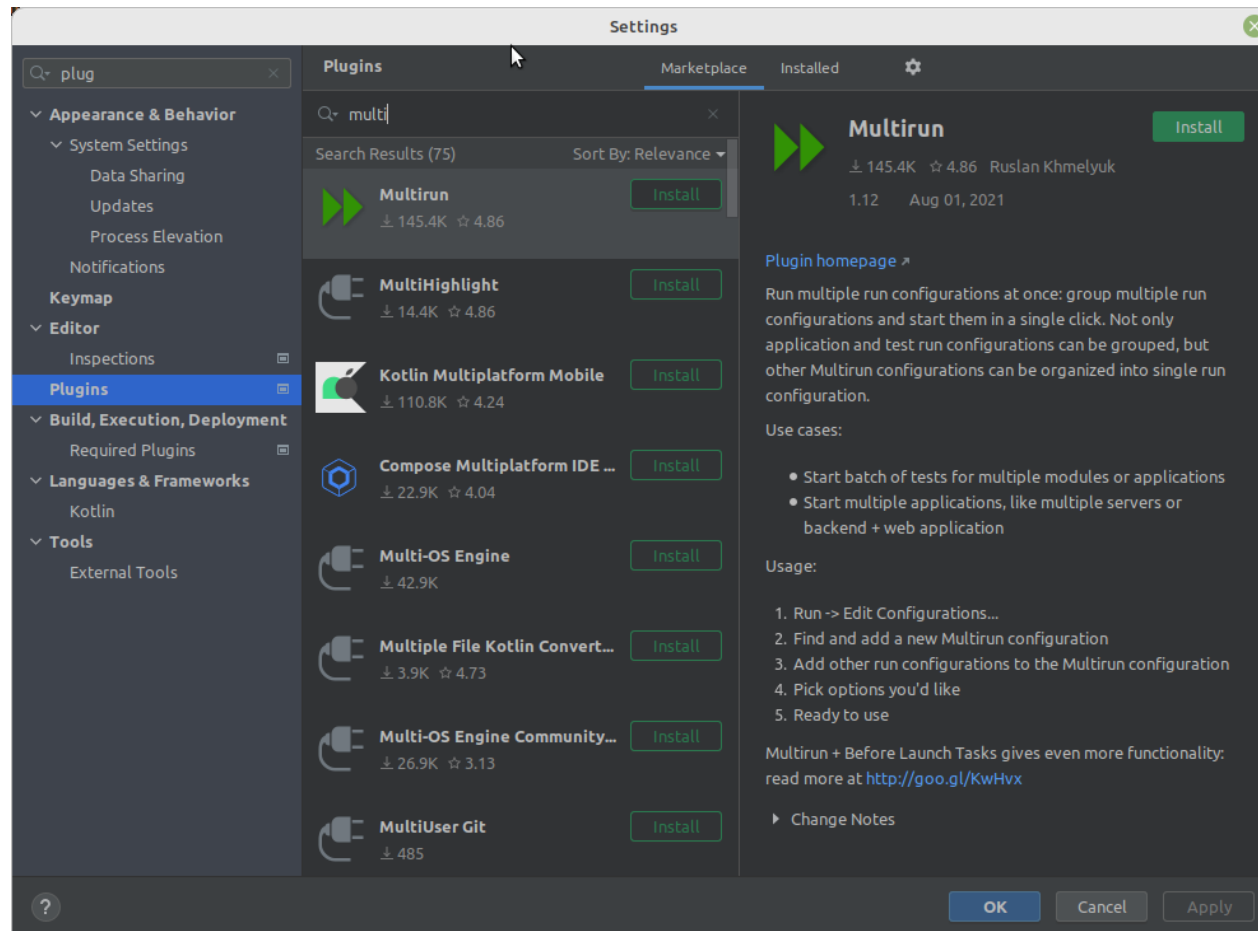 Settings
plug
Appearance & Behavior
System Settings
Data Sharing
Updates
Process Elevation
Notifications
Keymap
Editor
Inspections
Plugins
Build, Execution, Deployment
Required Plugins
Languages & Frameworks
Kotlin
Tools
External Tools
Plugins
Marketplace
Installed
multi
Search Results (75) Sort By: Relevance
Multirun Install
145.4K 4.86
MultiHighlight Install
14.4K 4.86
Kotlin Multiplatform Mobile Install
110.8K 4.24
Compose Multiplatform IDE ... Install
22.9K 4.04
Multi-OS Engine Install
42.9K
Multiple File Kotlin Convert... Install
3.9K 4.73
Multi-OS Engine Community... Install
26.9K 3.13
MultiUser Git Install
485
Multirun Install
145.4K 4.86 Ruslan Khmelyuk
1.12 Aug 01, 2021
Plugin homepage
Run multiple run configurations at once: group multiple run
configurations and start them in a single click. Not only
application and test run configurations can be grouped, but
other Multirun configurations can be organized into single run
configuration.
Use cases:
Start batch of tests for multiple modules or applications
Start multiple applications, like multiple servers or
backend + web application
Usage:
1. Run -> Edit Configurations...
2. Find and add a new Multirun configuration
3. Add other run configurations to the Multirun configuration
4. Pick options you'd like
5. Ready to use
Multirun + Before Launch Tasks gives even more functionality:
read more at http://goo.gl/KwHvx
Change Notes
?
OK Cancel Apply